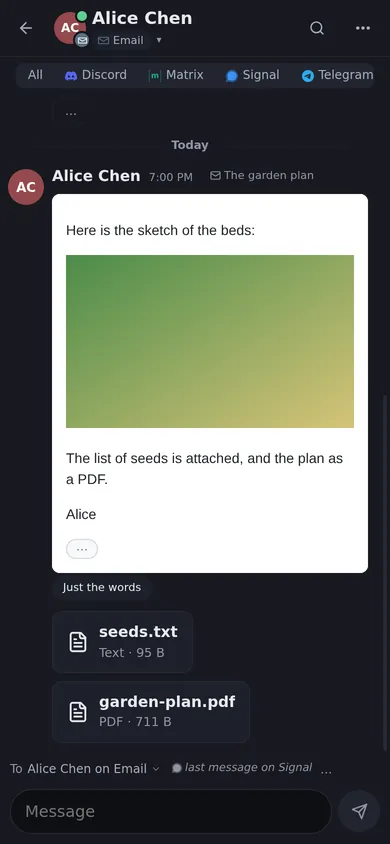 AC
Alice Chen
Email ▾
...
All Discord Matrix Signal Telegram
...
Today
AC
Alice Chen 7:00 PM The garden plan
Here is the sketch of the beds:
The list of seeds is attached, and the plan as
a PDF.
Alice
...
Just the words
seeds.txt
Text · 95 B
garden-plan.pdf
PDF · 711 B
To Alice Chen on Email last message on Signal ...
Message